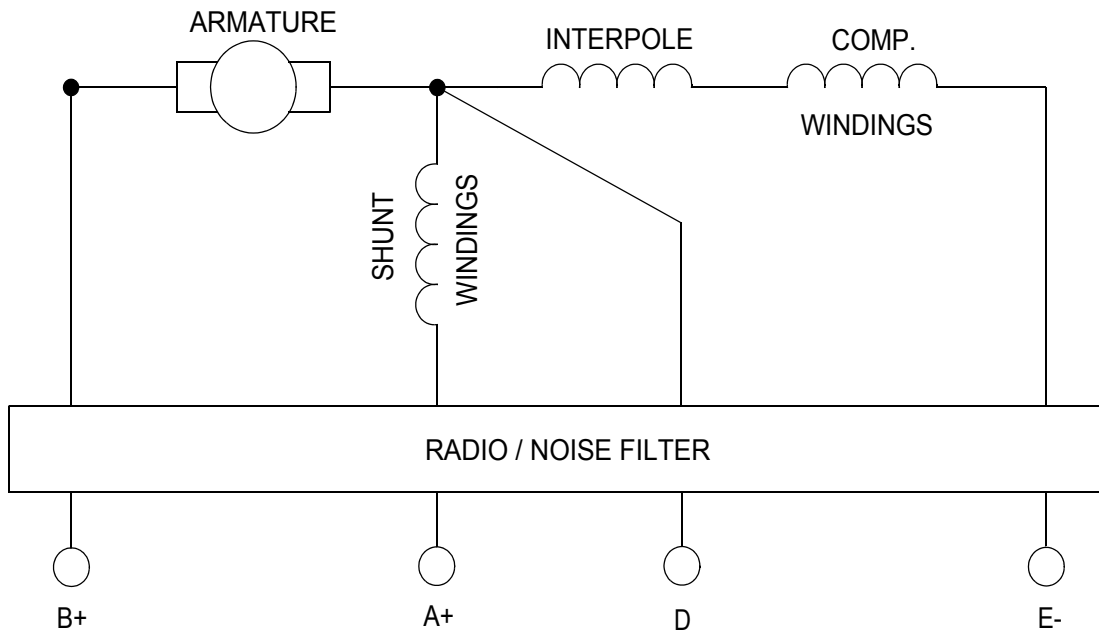 ARMATURE
INTERPOLE
COMP.
WINDINGS
SHUNT
WINDINGS
RADIO / NOISE FILTER
B+
A+
D
E-